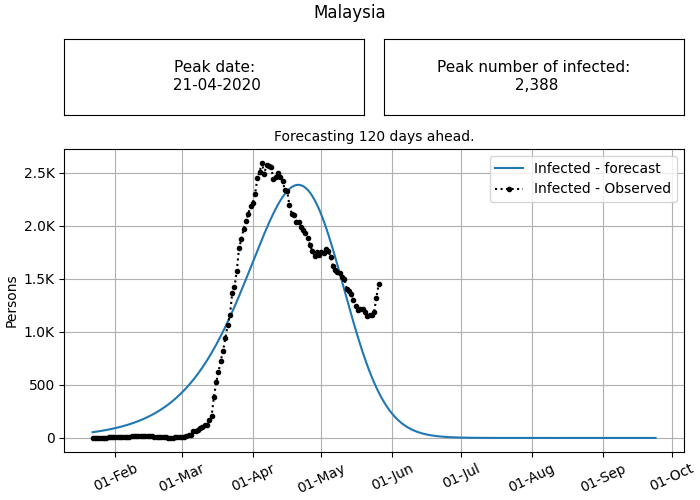 Malaysia
Peak date:
21-04-2020
Peak number of infected:
2,388
Forecasting 120 days ahead.
Infected - forecast
Infected - Observed
Persons
2.5K
2.0K
1.5K
1.0K
500
0
01-Feb
01-Mar
01-Apr
01-May
01-Jun
01-Jul
01-Aug
01-Sep
01-Oct